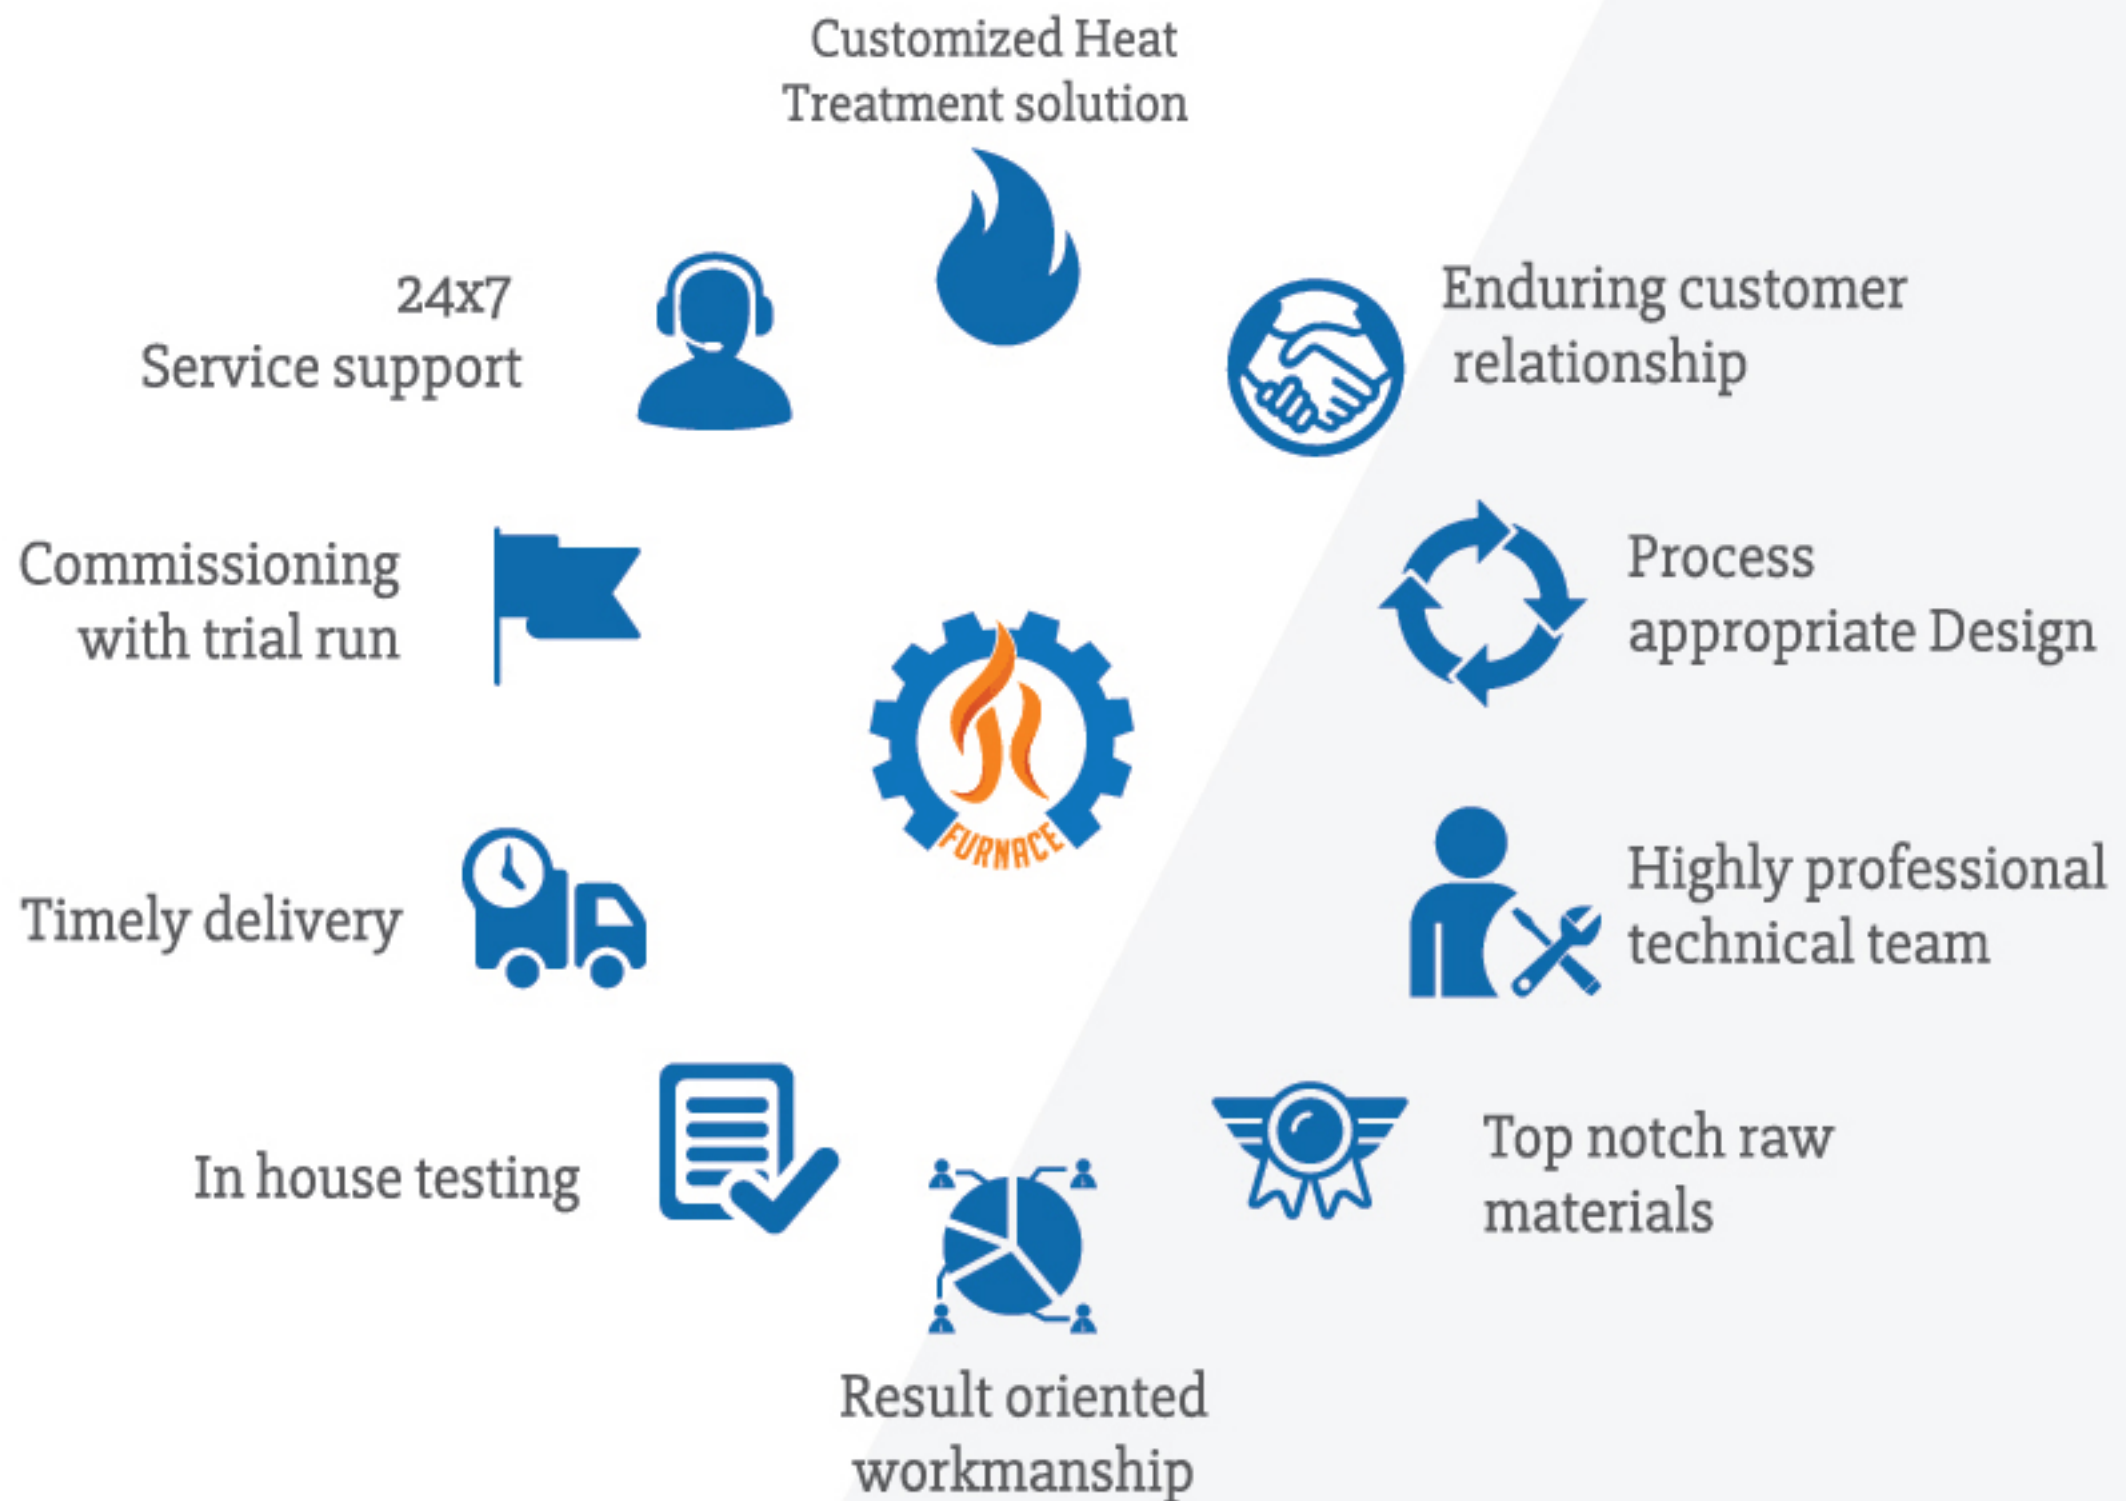 Customized Heat
Treatment solution
24x7
Service support
Enduring customer
relationship
Commissioning
with trial run
Process
appropriate Design
FURNACE
Timely delivery
Highly professional
technical team
In house testing
Top notch raw
materials
Result oriented
workmanship